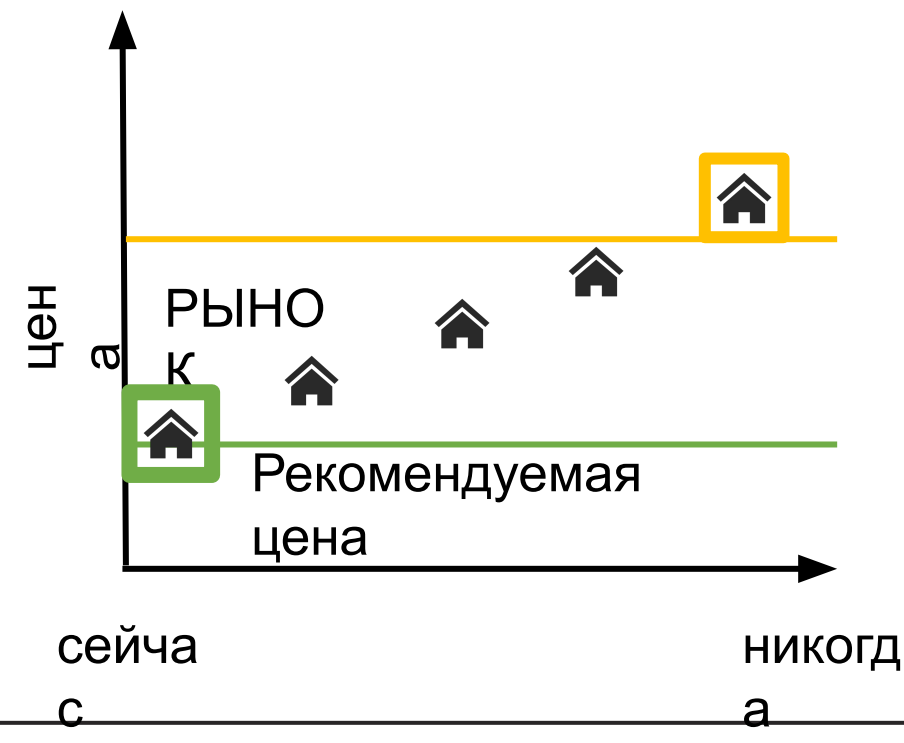 цен
а
РЫНО
К
Рекомендуемая
цена
сейча
с
никогд
а